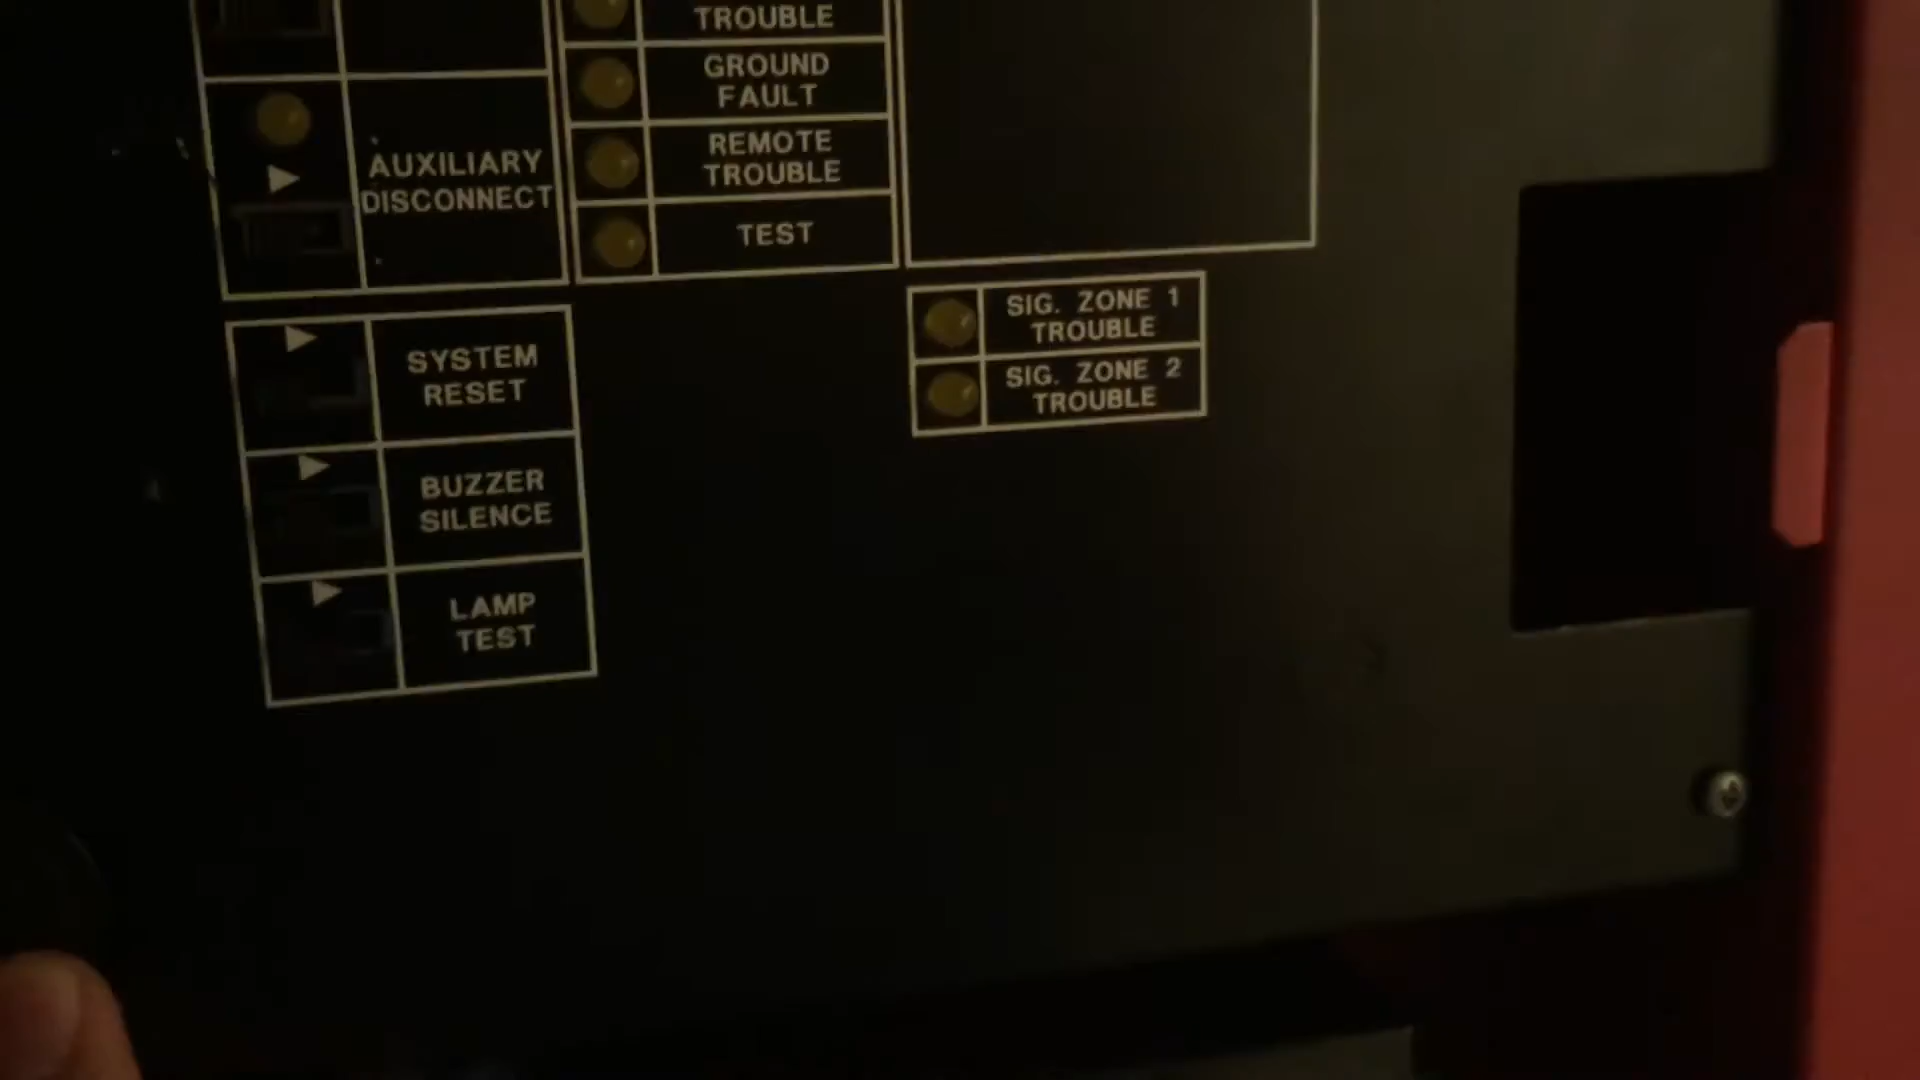 TROUBLE
GROUND
FAULT
REMOTE
TROUBLE
TEST
AUXILIARY
DISCONNECT
SIG. ZONE 1
TROUBLE
SIG. ZONE 2
TROUBLE
SYSTEM
RESET
BUZZER
SILENCE
LAMP
TEST